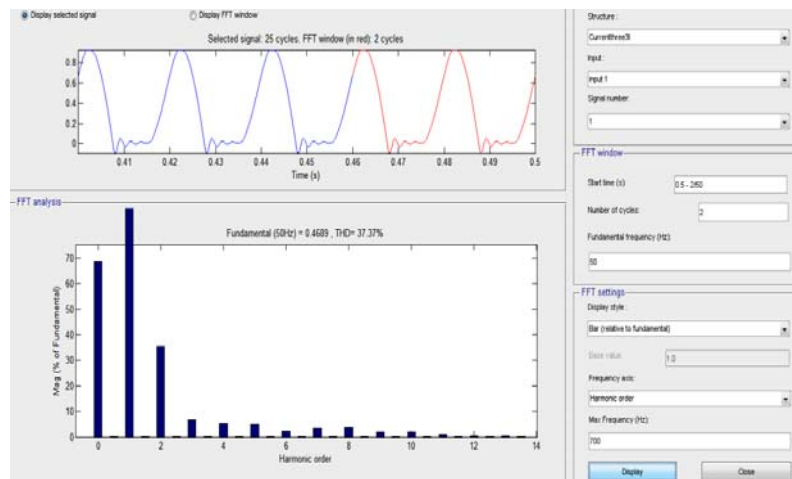 Display selected signal
Display FFT window
Selected signal: 25 cycles. FFT window (in red): 2 cycles
0.8
0.6
0.4
0.2
0
0.41 0.42 0.43 0.44 0.45 0.46 0.47 0.48 0.49 0.5
Time (s)
FFT analysis
Fundamental (50Hz) = 0.4689 , THD= 37.37%
70
60
50
40
30
20
10
0
Mag (% of Fundamental)
0 2 4 6 8 10 12 14
Harmonic order
Structure :
Currentthree3l
Input :
input 1
Signal number:
1
FFT window
Start time (s):
0.5 - 2/50
Number of cycles:
2
Fundamental frequency (Hz):
50
FFT settings
Display style :
Bar (relative to fundamental)
Base value:
1.0
Frequency axis:
Harmonic order
Max Frequency (Hz):
700
Display
Close